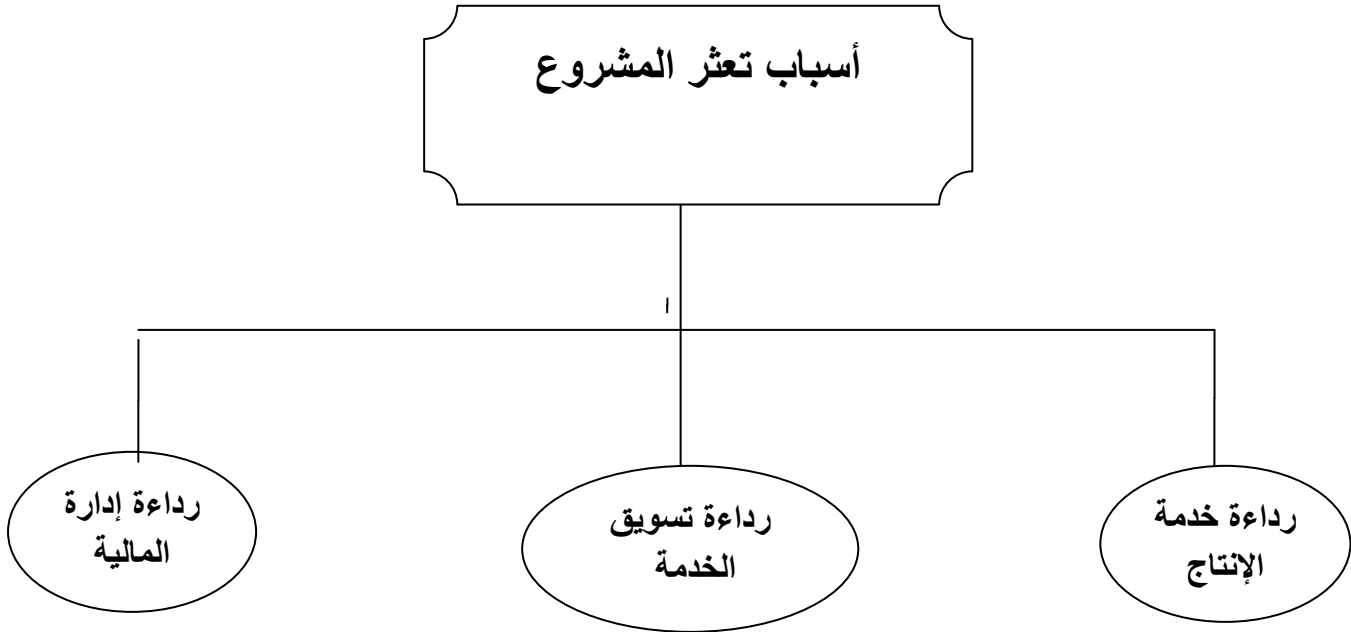 أسباب تعثر المشروع
ا
رداءة خدمة
الإنتاج
رداءة تسويق
الخدمة
رداءة إدارة
المالية